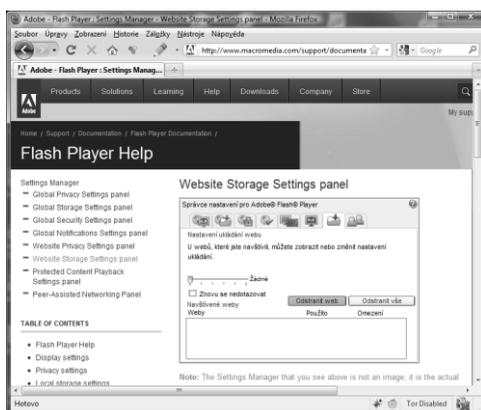 Adobe - Flash Player : Settings Manager - Website Storage Settings panel - Mozilla Firefox
Soubor Úpravy Zobrazení Historie Záložky Nástroje Nápověda
http://www.macromedia.com/support/documenta
Google
Adobe - Flash Player : Settings Manag...
Adobe
Products Solutions Learning Help Downloads Company Store
My supp
Home / Support / Documentation / Flash Player Documentation /
Flash Player Help
Settings Manager
Global Privacy Settings panel
Global Storage Settings panel
Global Security Settings panel
Global Notifications Settings panel
Website Privacy Settings panel
Website Storage Settings panel
Protected Content Playback
Settings panel
Peer-Assisted Networking Panel
TABLE OF CONTENTS
Flash Player Help
Display settings
Privacy settings
Local storage settings
Website Storage Settings panel
Správce nastavení pro Adobe® Flash® Player
Nastavení ukládání webu
U webů, které jste navštívili, můžete zobrazit nebo změnit nastavení
ukládání.
Žádné
Znovu se nedotazovat
Odstranit web Odstranit vše
Navštívené weby
Weby Použito Omezení
Note: The Settings Manager that you see above is not an image; it is the actual
Hotovo
Tor Disabled